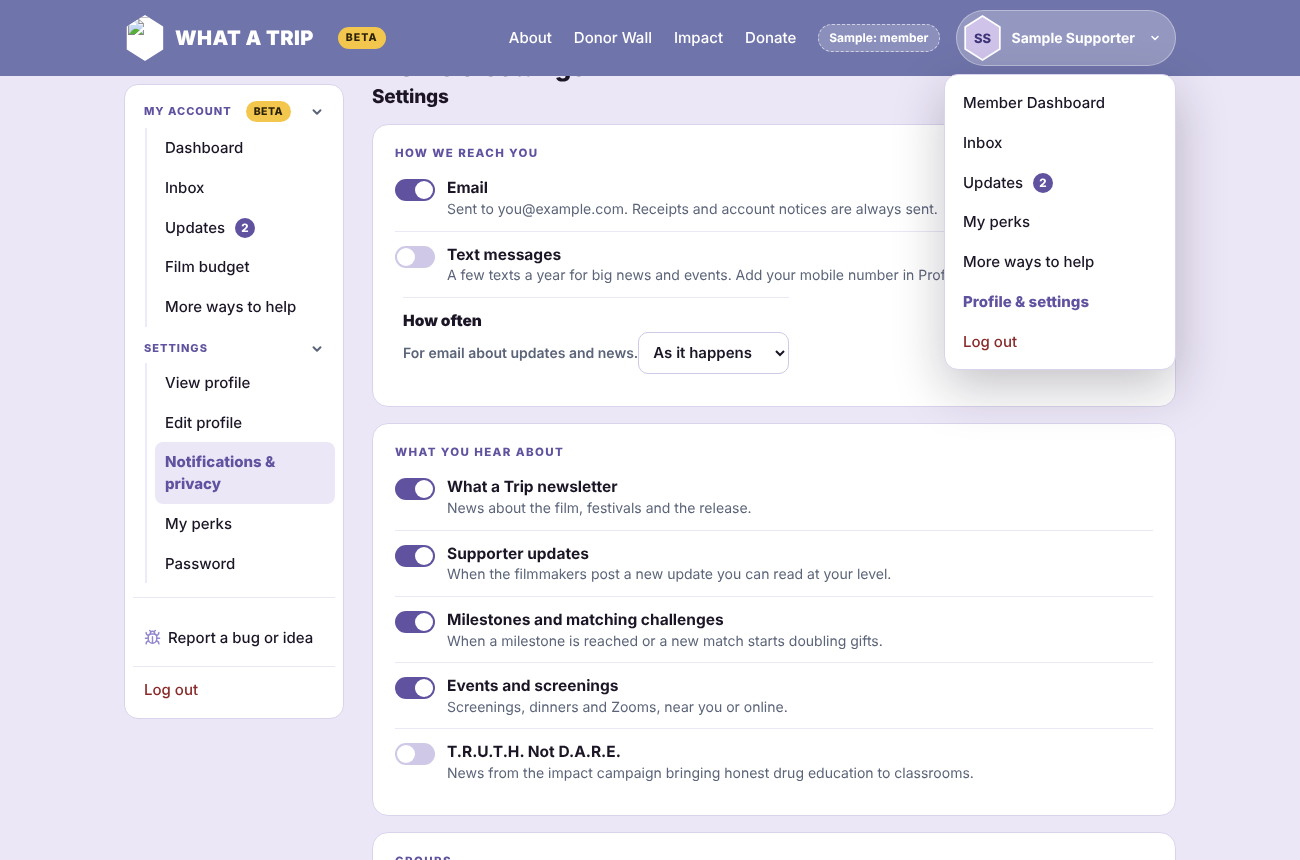 WHAT A TRIP
BETA
About
Donor Wall
Impact
Donate
Sample: member
SS
Sample Supporter
Member Dashboard
Inbox
Updates 2
My perks
More ways to help
Profile & settings
Log out
MY ACCOUNT BETA
Dashboard
Inbox
Updates 2
Film budget
More ways to help
SETTINGS
View profile
Edit profile
Notifications &
privacy
My perks
Password
Report a bug or idea
Log out
Settings
HOW WE REACH YOU
Email
Sent to you@example.com. Receipts and account notices are always sent.
Text messages
A few texts a year for big news and events. Add your mobile number in
How often
For email about updates and news.
As it happens
WHAT YOU HEAR ABOUT
What a Trip newsletter
News about the film, festivals and the release.
Supporter updates
When the filmmakers post a new update you can read at your level.
Milestones and matching challenges
When a milestone is reached or a new match starts doubling gifts.
Events and screenings
Screenings, dinners and Zooms, near you or online.
T.R.U.T.H. Not D.A.R.E.
News from the impact campaign bringing honest drug education to classrooms.